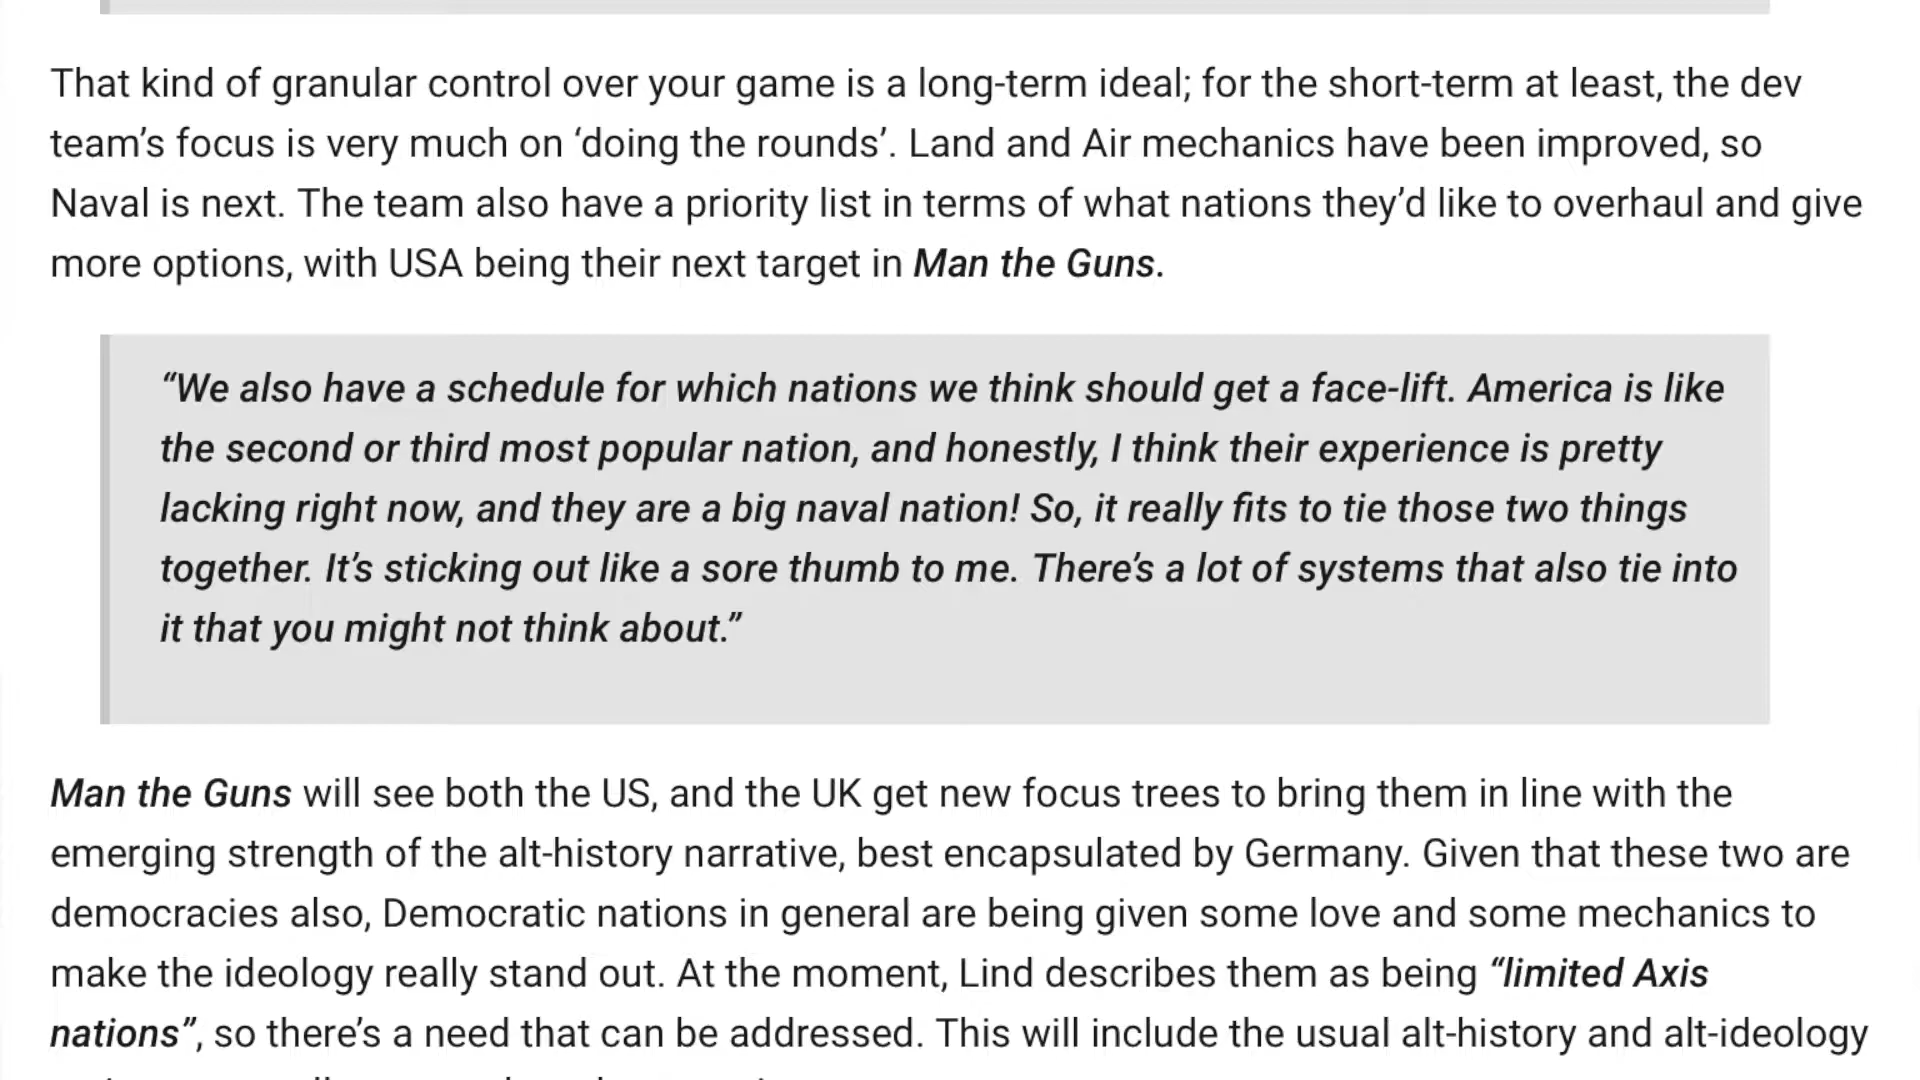 That kind of granular control over your game is a long-term ideal; for the short-term at least, the dev
team’s focus is very much on ‘doing the rounds’. Land and Air mechanics have been improved, so
Naval is next. The team also have a priority list in terms of what nations they’d like to overhaul and give
more options, with USA being their next target in Man the Guns.
“We also have a schedule for which nations we think should get a face-lift. America is like
the second or third most popular nation, and honestly, I think their experience is pretty
lacking right now, and they are a big naval nation! So, it really fits to tie those two things
together. It’s sticking out like a sore thumb to me. There’s a lot of systems that also tie into
it that you might not think about.”
Man the Guns will see both the US, and the UK get new focus trees to bring them in line with the
emerging strength of the alt-history narrative, best encapsulated by Germany. Given that these two are
democracies also, Democratic nations in general are being given some love and some mechanics to
make the ideology really stand out. At the moment, Lind describes them as being “limited Axis
nations”, so there’s a need that can be addressed. This will include the usual alt-history and alt-ideology